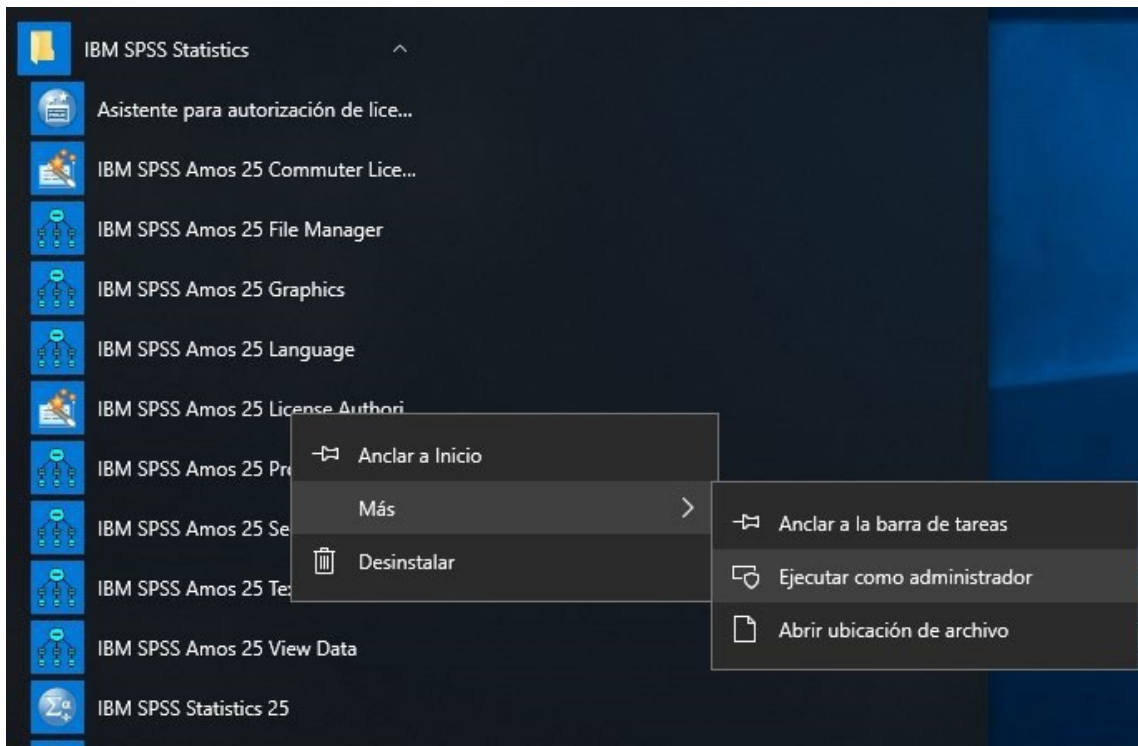 IBM SPSS Statistics
Asistente para autorización de lice...
IBM SPSS Amos 25 Commuter Lice...
IBM SPSS Amos 25 File Manager
IBM SPSS Amos 25 Graphics
IBM SPSS Amos 25 Language
IBM SPSS Amos 25 License Authori
IBM SPSS Amos 25 Pr
IBM SPSS Amos 25 Se
IBM SPSS Amos 25 Te
IBM SPSS Amos 25 View Data
IBM SPSS Statistics 25
Anclar a Inicio
Más
Desinstalar
Anclar a la barra de tareas
Ejecutar como administrador
Abrir ubicación de archivo